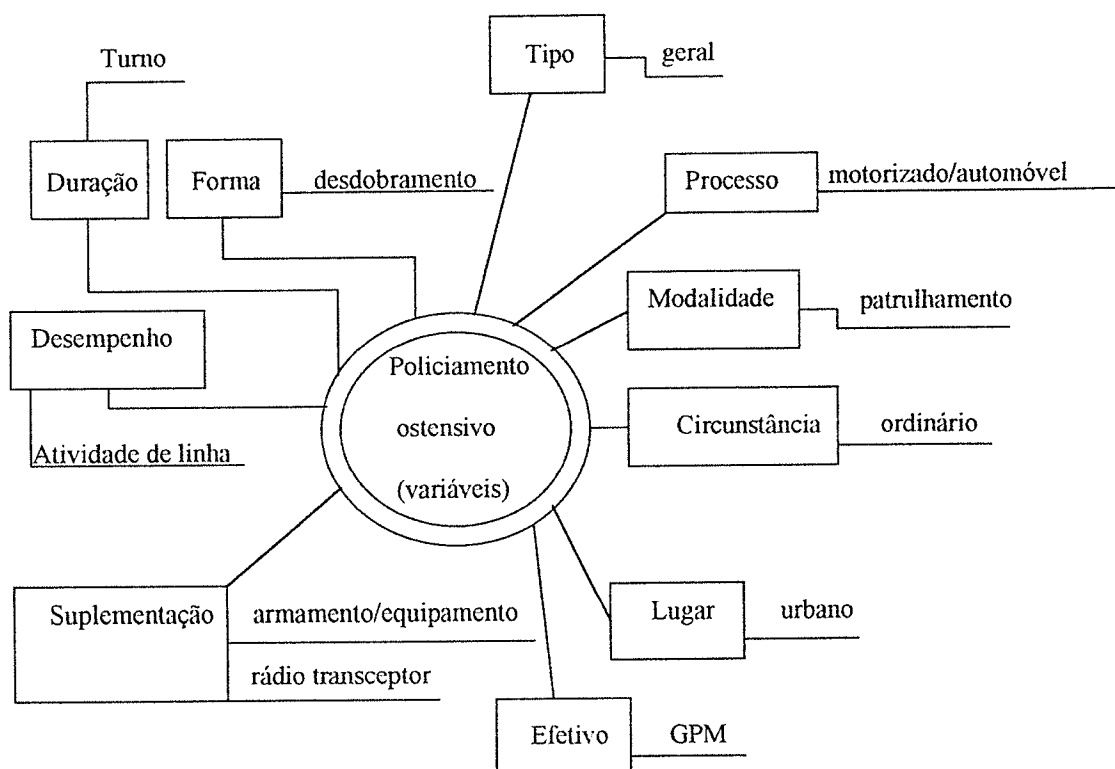 Turno
Tipo
geral
Duração
Forma
desdobramento
Processo
motorizado/automóvel
Modalidade
patrulhamento
Desempenho
Atividade de linha
Policiamento
ostensivo
(variáveis)
Circunstância
ordinário
Suplementação
armamento/equipamento
rádio transceptor
Lugar
urbano
Efetivo
GPM